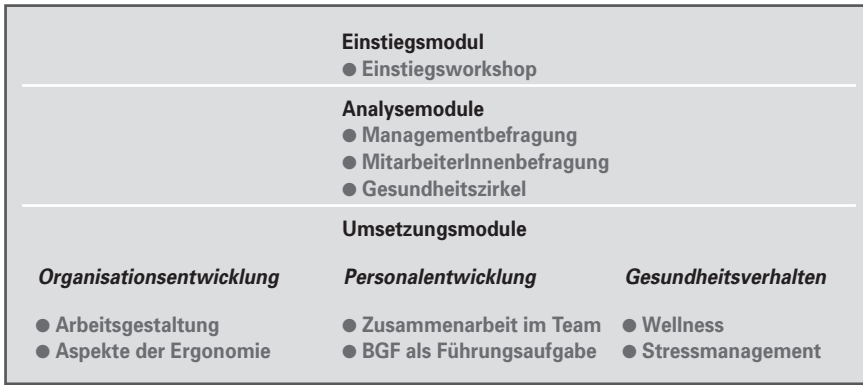 Einstiegsmodul
● Einstiegsworkshop
Analysemodule
● Managementbefragung
● MitarbeiterInnenbefragung
● Gesundheitszirkel
Umsetzungsmodule
Organisationsentwicklung
● Arbeitsgestaltung
● Aspekte der Ergonomie
Personalentwicklung
● Zusammenarbeit im Team
● BGF als Führungsaufgabe
Gesundheitsverhalten
● Wellness
● Stressmanagement